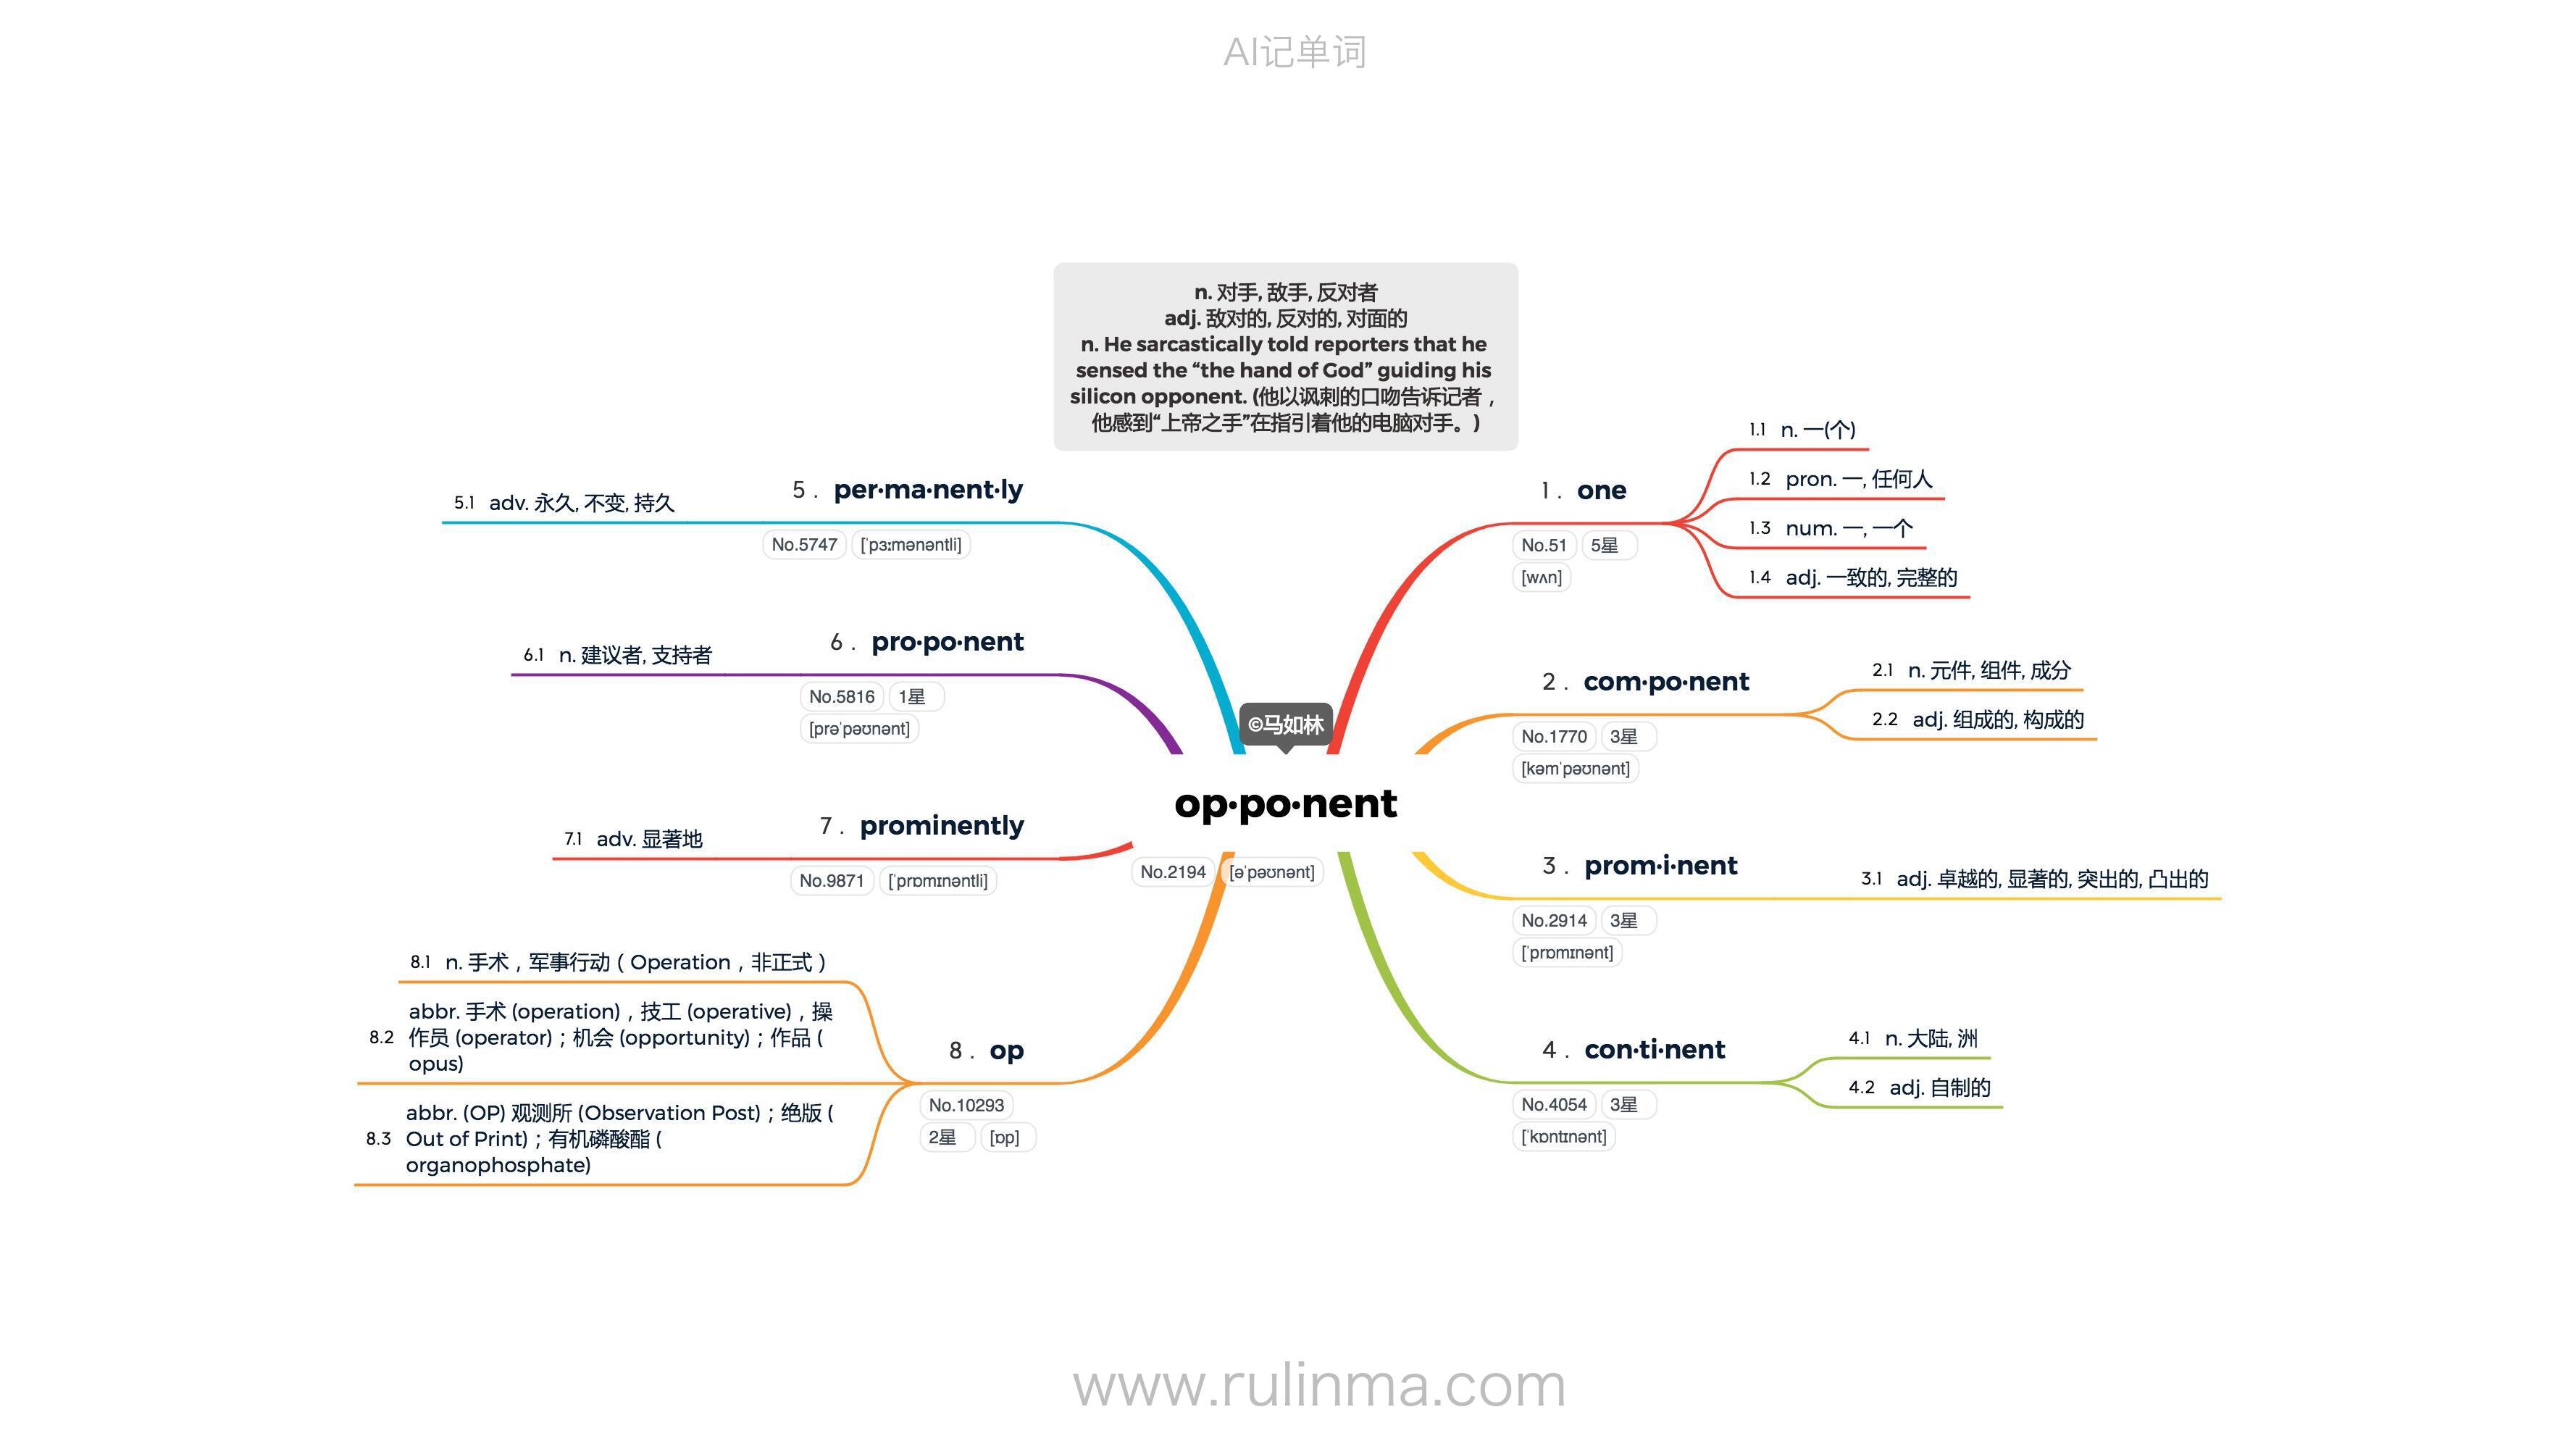 AI记单词
n. 对手, 敌手, 反对者
adj. 敌对的, 反对的, 对面的
n. He sarcastically told reporters that he
sensed the “the hand of God” guiding his
silicon opponent. (他以讽刺的口吻告诉记者，
他感到“上帝之手”在指引着他的电脑对手。)
©马如林
op·po·nent
No.2194 [əˈpəʊnənt]
1 . one
No.51 5星
[wʌn]
1.1 n. 一(个)
1.2 pron. 一, 任何人
1.3 num. 一, 一个
1.4 adj. 一致的, 完整的
2 . com·po·nent
No.1770 3星
[kəmˈpəʊnənt]
2.1 n. 元件, 组件, 成分
2.2 adj. 组成的, 构成的
3 . prom·i·nent
No.2914 3星
[ˈprɒmɪnənt]
3.1 adj. 卓越的, 显著的, 突出的, 凸出的
4 . con·ti·nent
No.4054 3星
[ˈkɒntɪnənt]
4.1 n. 大陆, 洲
4.2 adj. 自制的
5 . per·ma·nent·ly
No.5747 [ˈpɜːmənəntli]
5.1 adv. 永久, 不变, 持久
6 . pro·po·nent
No.5816 1星
[prəˈpəʊnənt]
6.1 n. 建议者, 支持者
7 . prominently
No.9871 [ˈprɒmɪnəntli]
7.1 adv. 显著地
8 . op
No.10293
2星 [ɒp]
8.1 n. 手术，军事行动（Operation，非正式）
8.2 abbr. 手术 (operation)，技工 (operative)，操
作员 (operator)；机会 (opportunity)；作品 (
opus)
8.3 abbr. (OP) 观测所 (Observation Post)；绝版 (
Out of Print)；有机磷酸酯 (
organophosphate)
www.rulinma.com